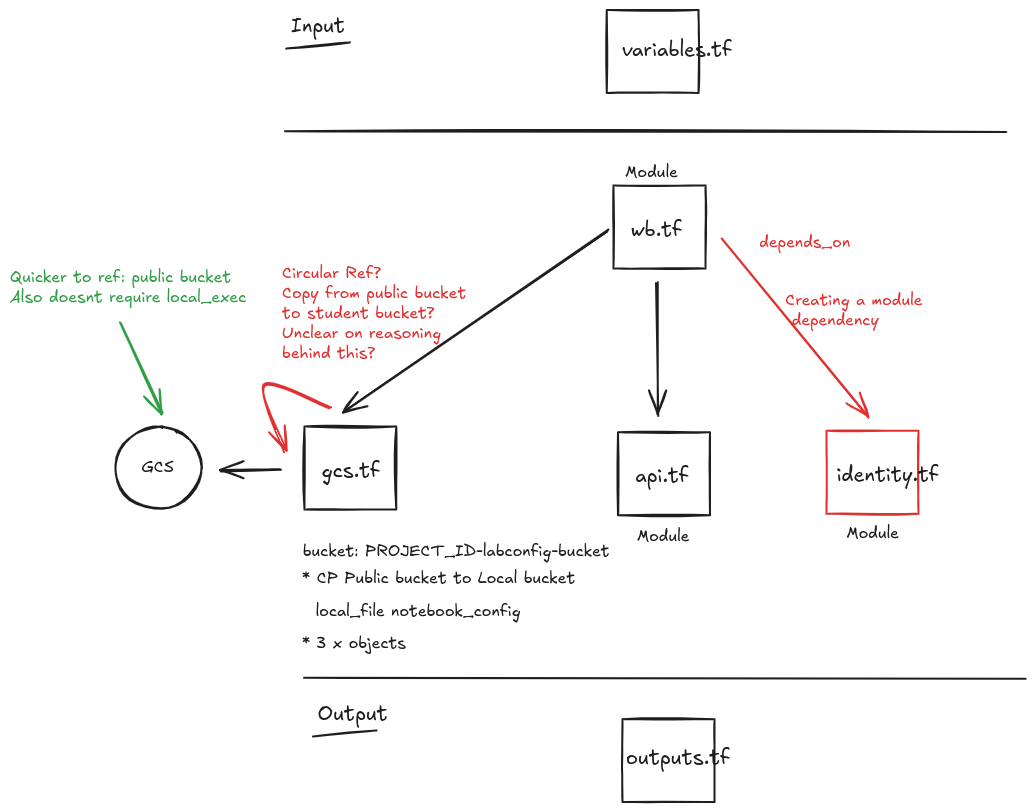 Input
variables.tf
Module
wb.tf
depends_on
Quicker to ref: public bucket
Also doesnt require local_exec
Circular Ref?
Copy from public bucket
to student bucket?
Unclear on reasoning
behind this?
Creating a module
dependency
GCS
gcs.tf
api.tf
identity.tf
Module
Module
bucket: PROJECT_ID-labconfig-bucket
* CP Public bucket to Local bucket
local_file notebook_config
* 3 x objects
Output
outputs.tf